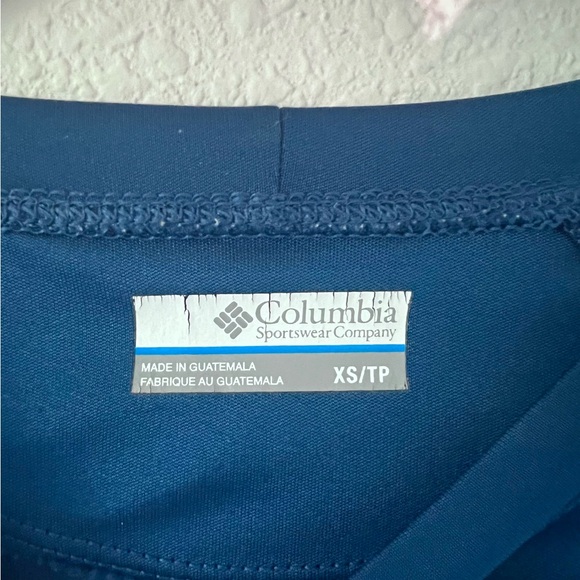 Columbia
Sportswear Company
MADE IN GUATEMALA
FABRIQUE AU GUATEMALA
XS/TP